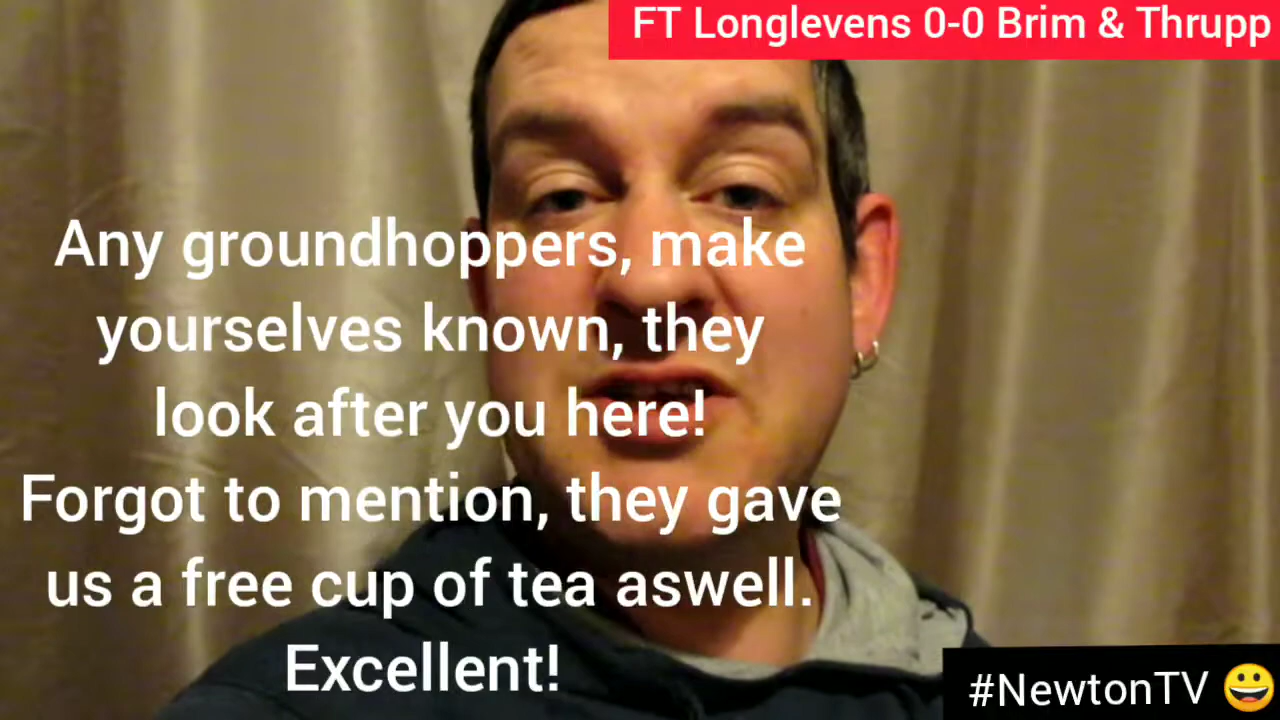 FT Longlevens 0-0 Brim & Thrupp
Any groundhoppers, make
yourselves known, they
look after you here!
Forgot to mention, they gave
us a free cup of tea aswell.
Excellent!
#NewtonTV 😀